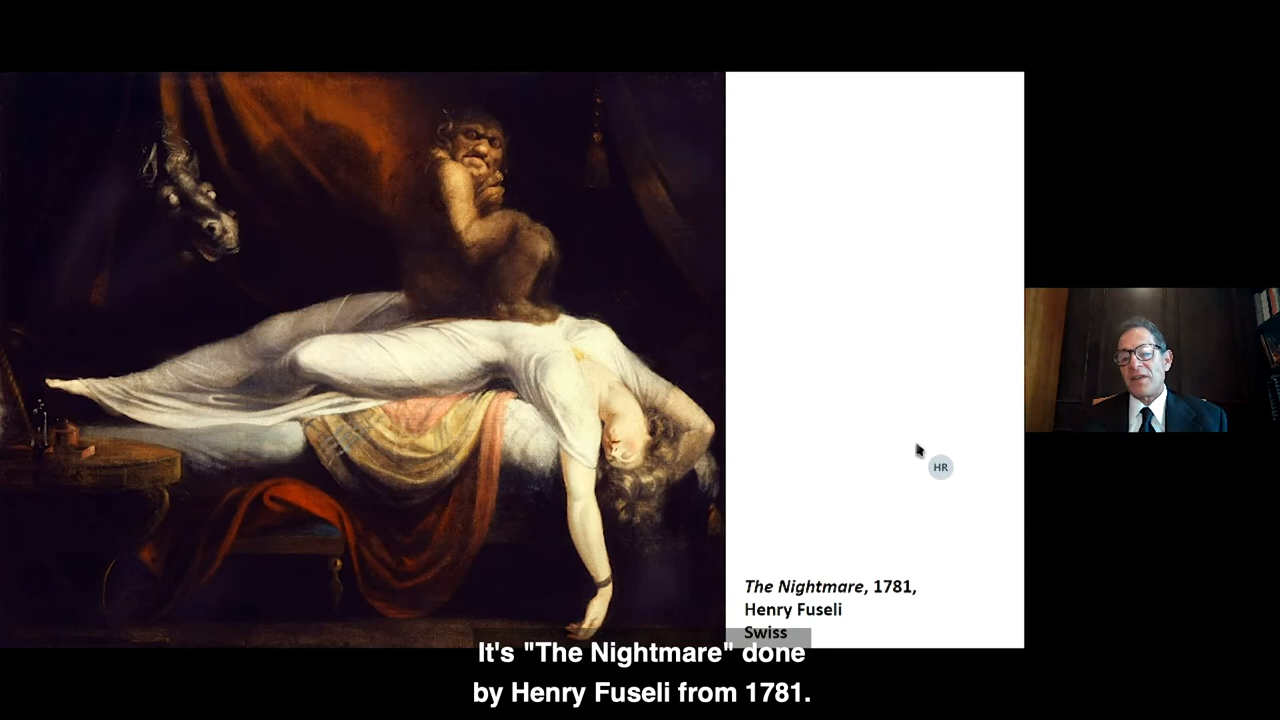 HR
The Nightmare, 1781,
Henry Fuseli
Swiss
It's "The Nightmare" done
by Henry Fuseli from 1781.